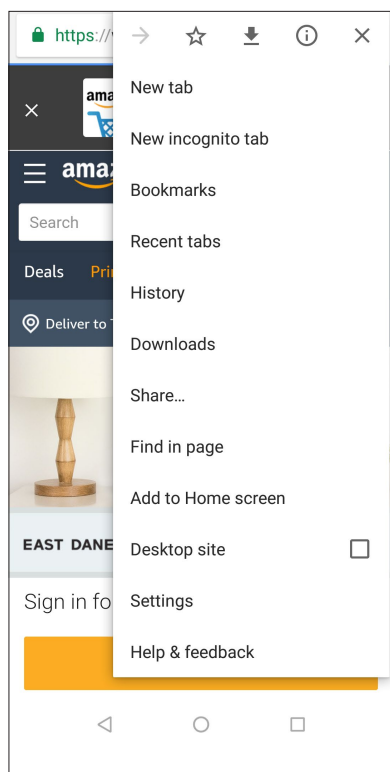 https://
New tab
ama
New incognito tab
Bookmarks
Search
Recent tabs
Deals
History
Deliver to
Downloads
Share...
Find in page
Add to Home screen
EAST DANE
Desktop site
Sign in fo
Settings
Help & feedback